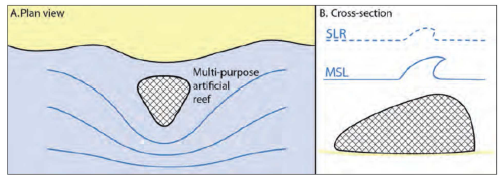 A.Plan view
Multi-purpose
artificial
reef
B. Cross-section
SLR
MSL